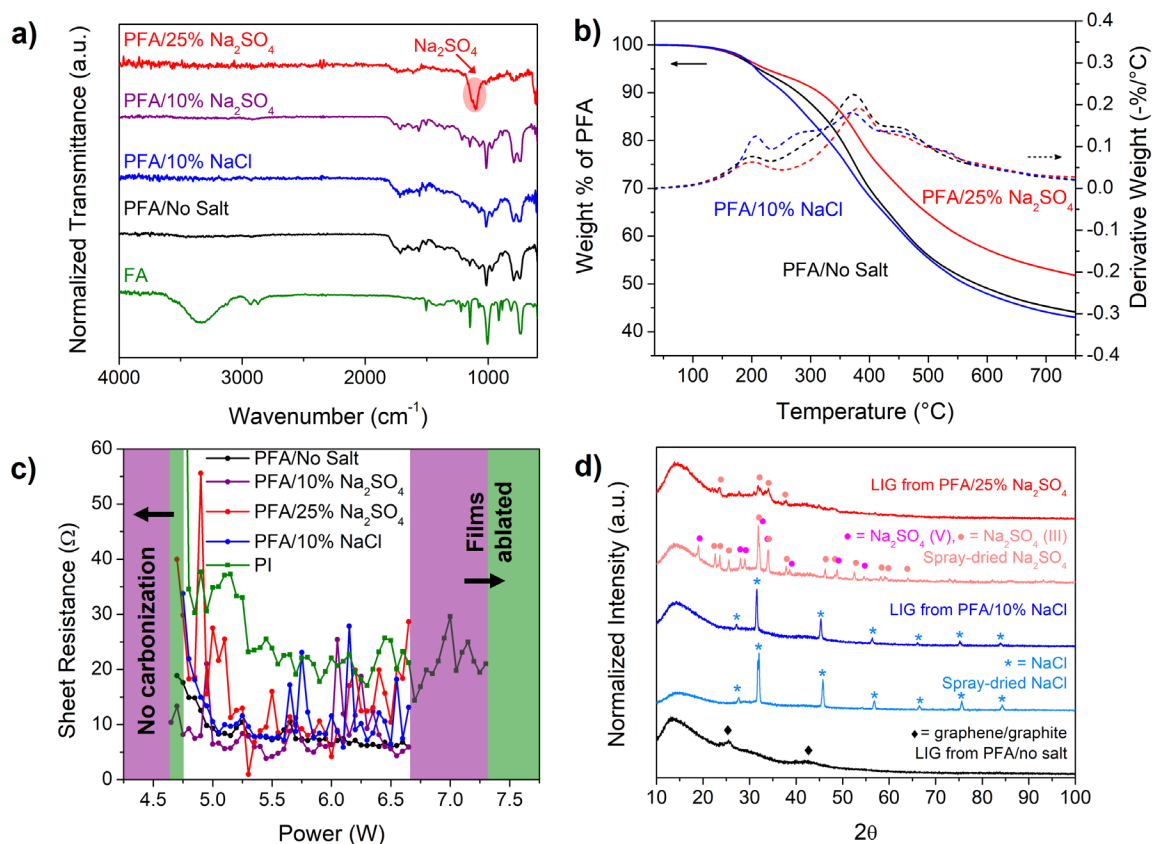 a)
Normalized Transmittance (a.u.)
PFA/25% Na₂SO₄
Na₂SO₄
PFA/10% Na₂SO₄
PFA/10% NaCl
PFA/No Salt
FA
4000 3000 2000 1000
Wavenumber (cm⁻¹)
b)
Weight % of PFA
100
90
80
70
60
50
40
0.4
0.3
0.2
0.1
0.0
-0.1
-0.2
-0.3
-0.4
Derivative Weight (-%/°C)
PFA/10% NaCl
PFA/25% Na₂SO₄
PFA/No Salt
100 200 300 400 500 600 700
Temperature (°C)
c)
Sheet Resistance (Ω)
60
50
40
30
20
10
0
No carbonization
PFA/No Salt
PFA/10% Na₂SO₄
PFA/25% Na₂SO₄
PFA/10% NaCl
PI
Films
ablated
4.5 5.0 5.5 6.0 6.5 7.0 7.5
Power (W)
d)
Normalized Intensity (a.u.)
LIG from PFA/25% Na₂SO₄
● = Na₂SO₄ (V), ● = Na₂SO₄ (III)
Spray-dried Na₂SO₄
LIG from PFA/10% NaCl
* = NaCl
Spray-dried NaCl
♦ = graphene/graphite
LIG from PFA/no salt
10 20 30 40 50 60 70 80 90 100
2θ